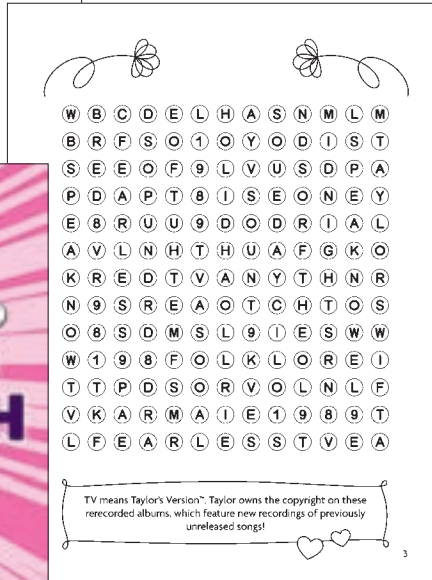 W B C D E L H A S N M L M
B R F S O 1 O Y O D I S T
S E E O F 9 L V U S D P A
P D A P T 8 I S E O N E Y
E 8 R U U 9 D O D R I A L
A V L N H T H U A F G K O
K R E D T V A N Y T H N R
N 9 S R E A O T C H T O S
O 8 S D M S L 9 I E S W W
W 1 9 8 F O L K L O R E I
T T P D S O R V O L N L F
V K A R M A I E 1 9 8 9 T
L F E A R L E S S T V E A
TV means Taylor's Version™. Taylor owns the copyright on these
rerecorded albums, which feature new recordings of previously
unreleased songs!
3
H